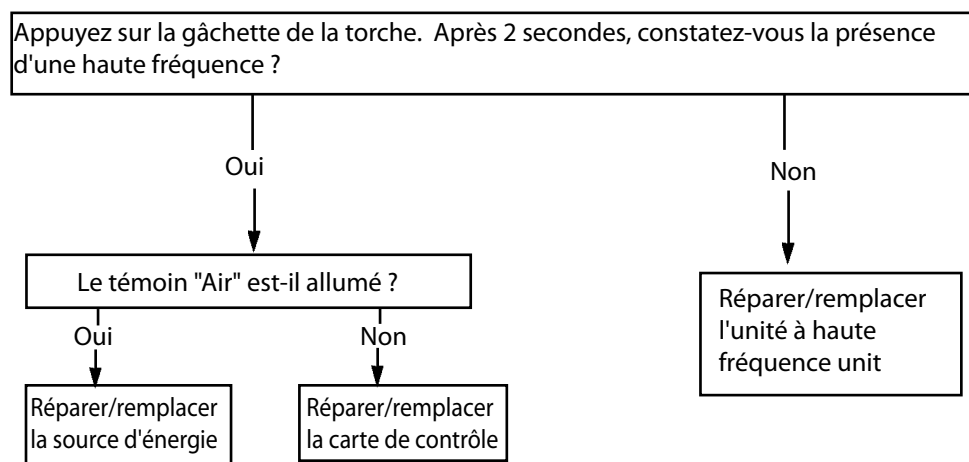 Appuyez sur la gâchette de la torche. Après 2 secondes, constatez-vous la présence
d'une haute fréquence ?
Oui
Non
Le témoin "Air" est-il allumé ?
Oui
Non
Réparer/remplacer
la source d'énergie
Réparer/remplacer
la carte de contrôle
Réparer/remplacer
l'unité à haute
fréquence unit